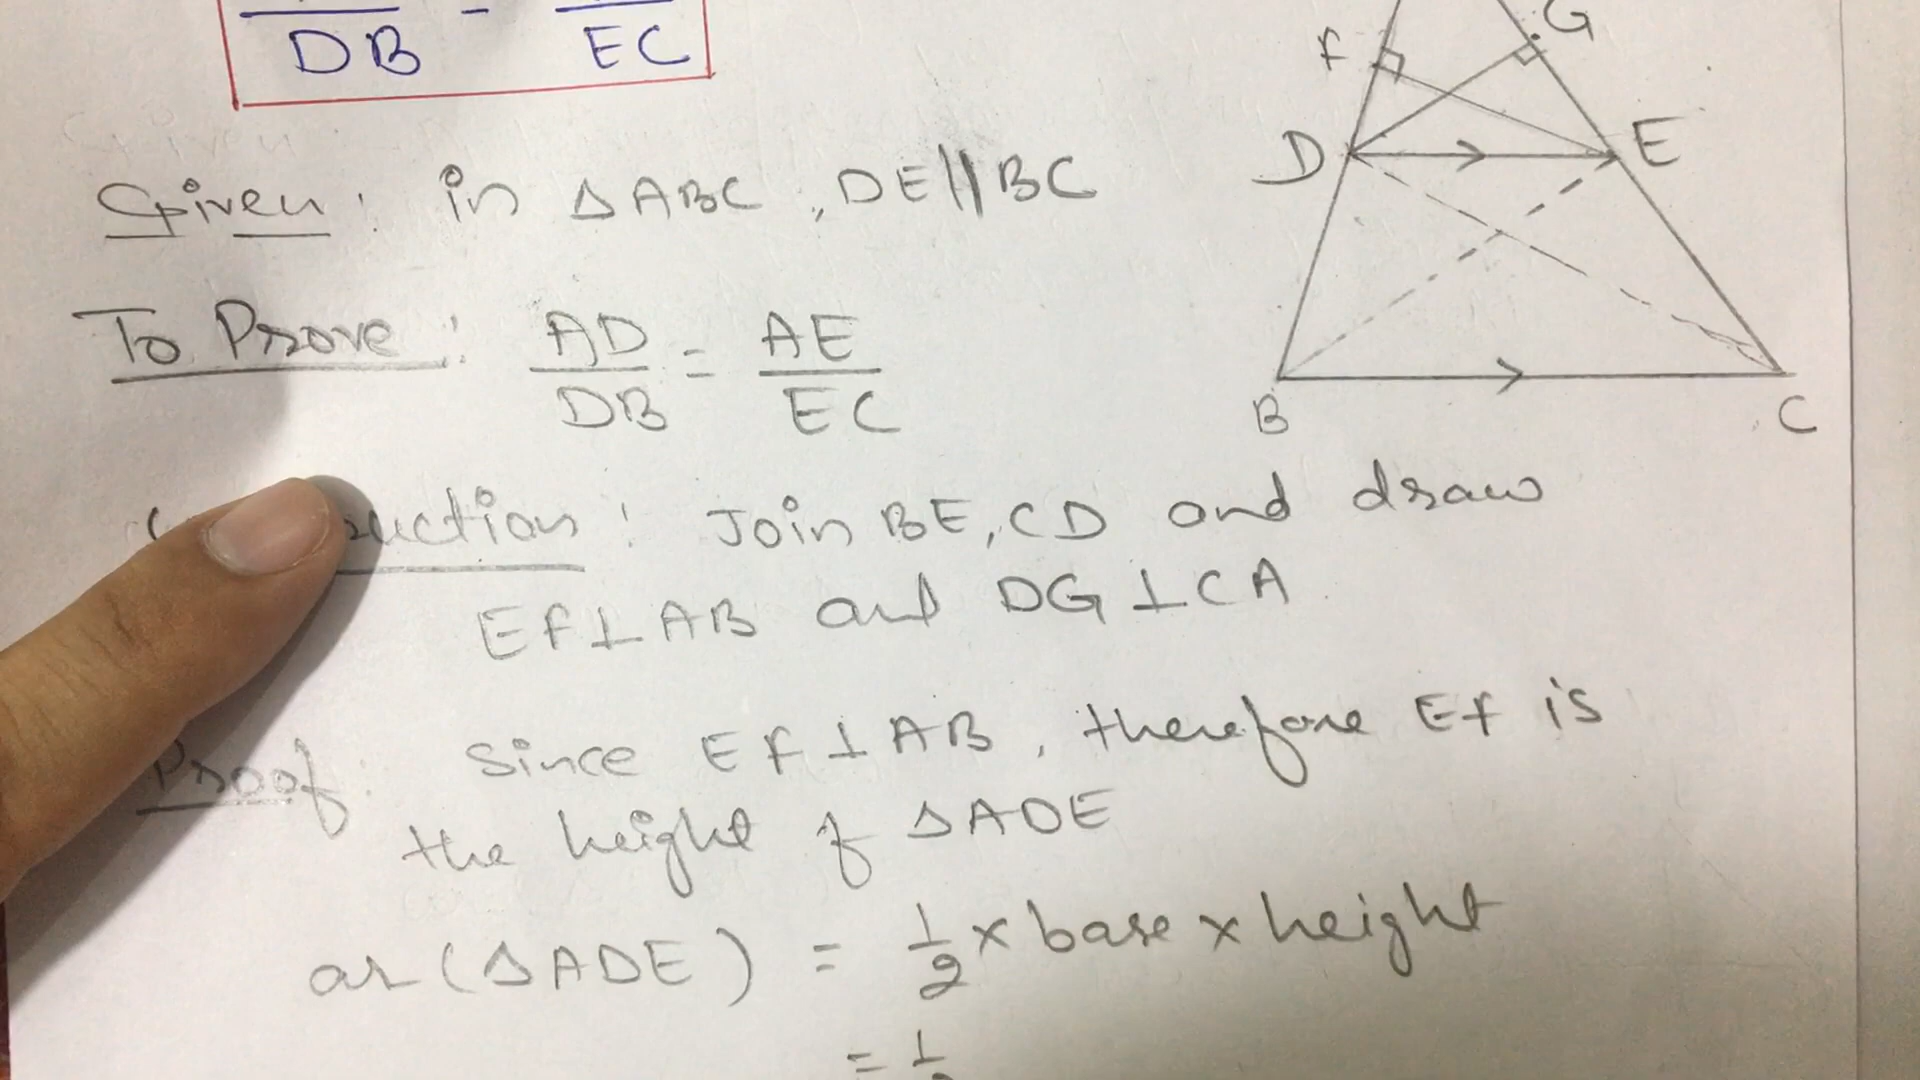 DB = EC
G
F
D E
Given: in △ABC, DE||BC
To Prove: AD/DB = AE/EC
B C
Join BE, CD and draw
EF⊥AB and DG⊥CA
Proof: Since EF⊥AB, therefore EF is
the height of △ADE
ar(△ADE) = 1/2 × base × height
= 1